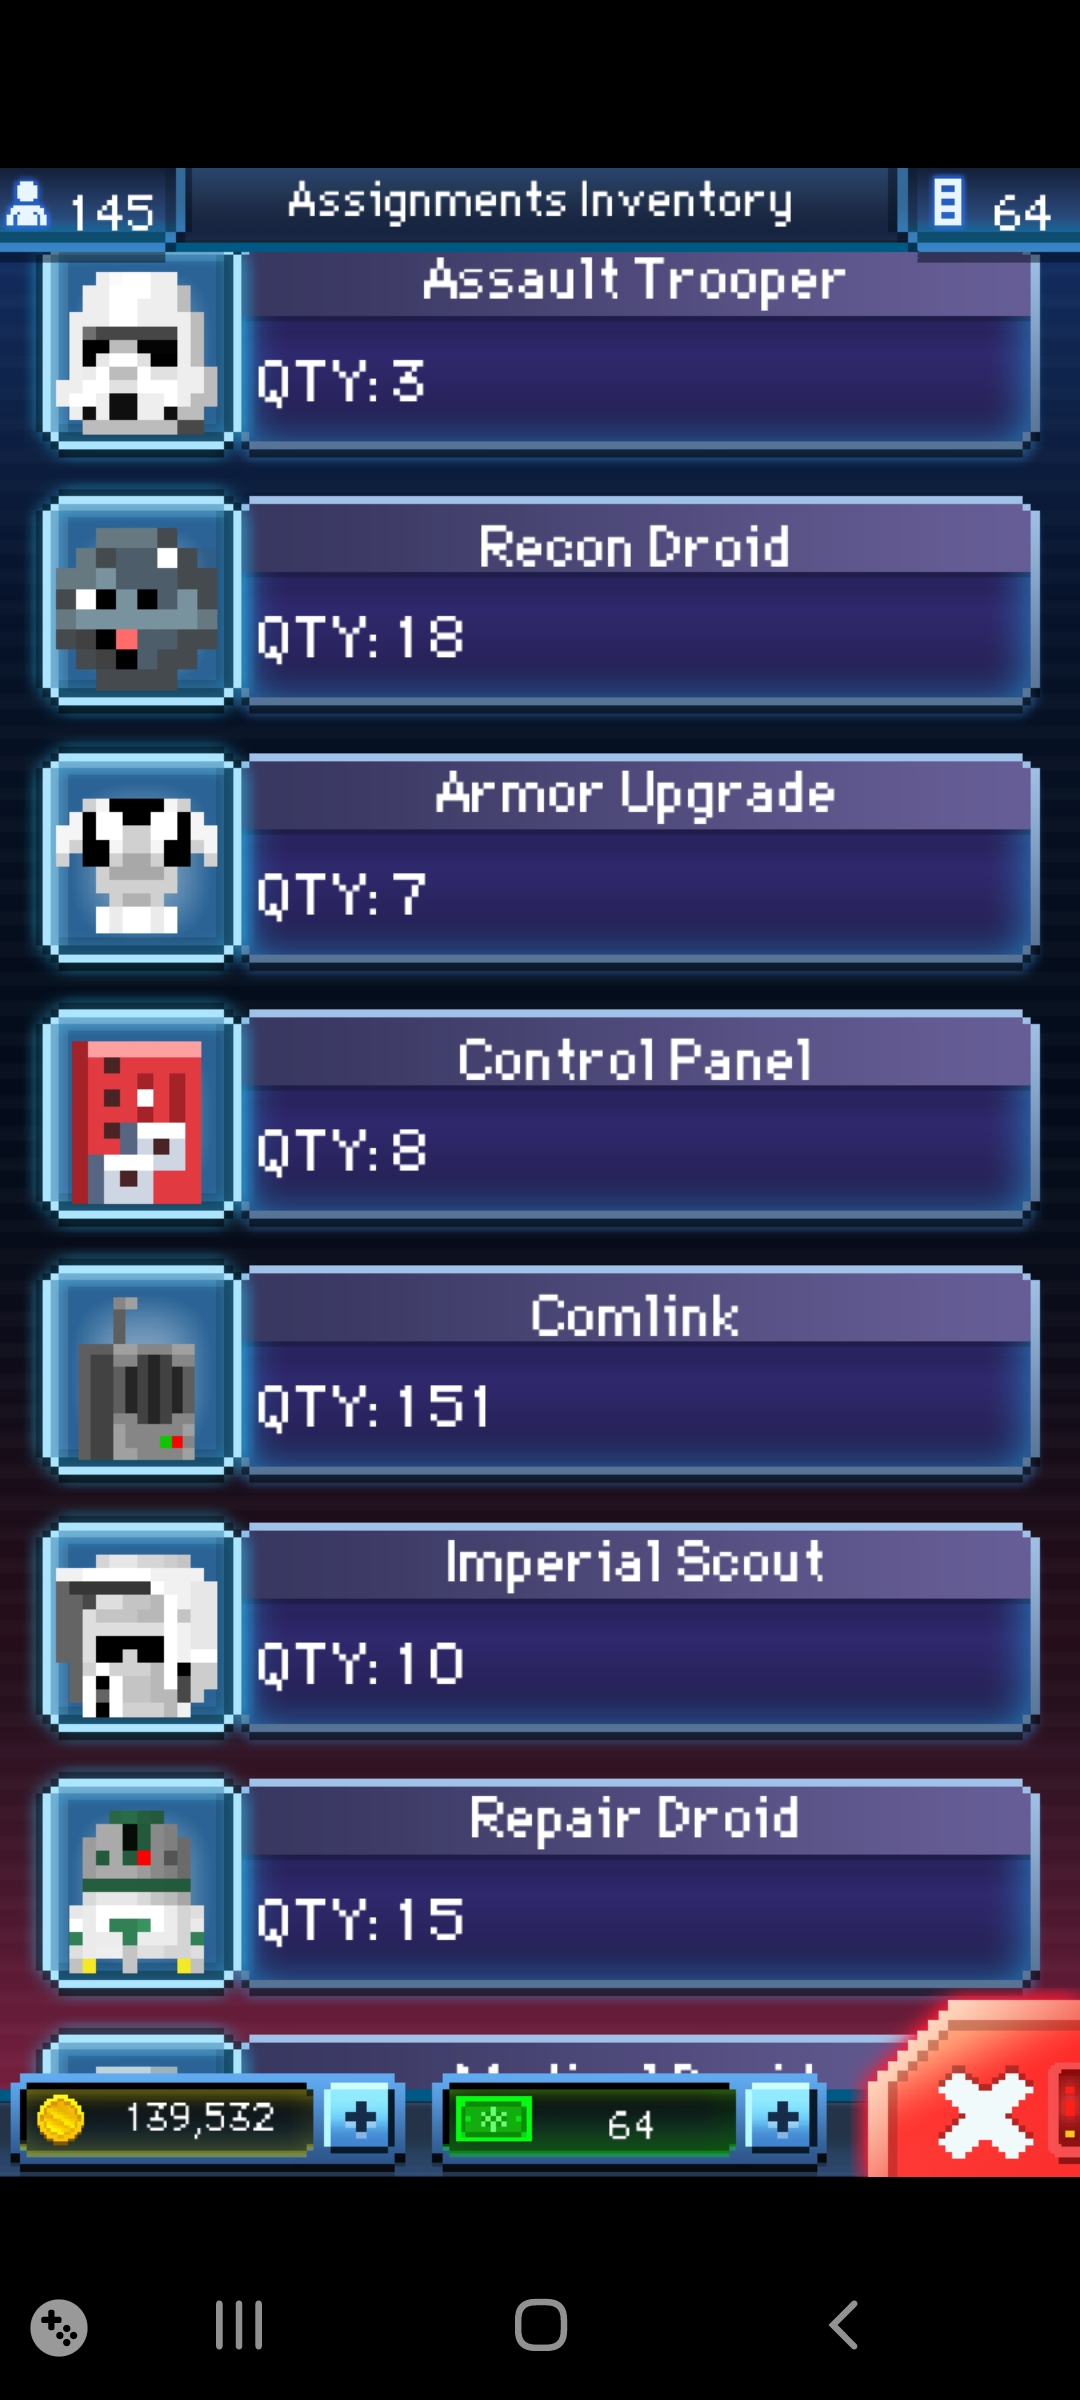 145
Assignments Inventory
64
Assault Trooper
QTY: 3
Recon Droid
QTY: 18
Armor Upgrade
QTY: 7
Control Panel
QTY: 8
Comlink
QTY: 151
Imperial Scout
QTY: 10
Repair Droid
QTY: 15
139,532
64